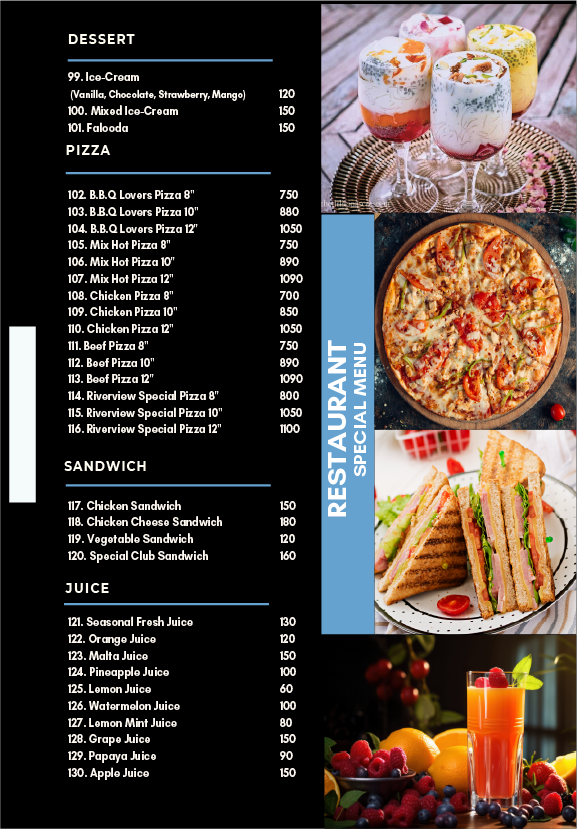 DESSERT
99. Ice-Cream
(Vanilla, Chocolate, Strawberry, Mango) 120
100. Mixed Ice-Cream 150
101. Falooda 150
PIZZA
102. B.B.Q Lovers Pizza 8" 750
103. B.B.Q Lovers Pizza 10" 880
104. B.B.Q Lovers Pizza 12" 1050
105. Mix Hot Pizza 8" 750
106. Mix Hot Pizza 10" 890
107. Mix Hot Pizza 12" 1090
108. Chicken Pizza 8" 700
109. Chicken Pizza 10" 850
110. Chicken Pizza 12" 1050
111. Beef Pizza 8" 750
112. Beef Pizza 10" 890
113. Beef Pizza 12" 1090
114. Riverview Special Pizza 8" 800
115. Riverview Special Pizza 10" 1050
116. Riverview Special Pizza 12" 1100
SANDWICH
117. Chicken Sandwich 150
118. Chicken Cheese Sandwich 180
119. Vegetable Sandwich 120
120. Special Club Sandwich 160
JUICE
121. Seasonal Fresh Juice 130
122. Orange Juice 120
123. Malta Juice 150
124. Pineapple Juice 100
125. Lemon Juice 60
126. Watermelon Juice 100
127. Lemon Mint Juice 80
128. Grape Juice 150
129. Papaya Juice 90
130. Apple Juice 150
RESTAURANT
SPECIAL MENU